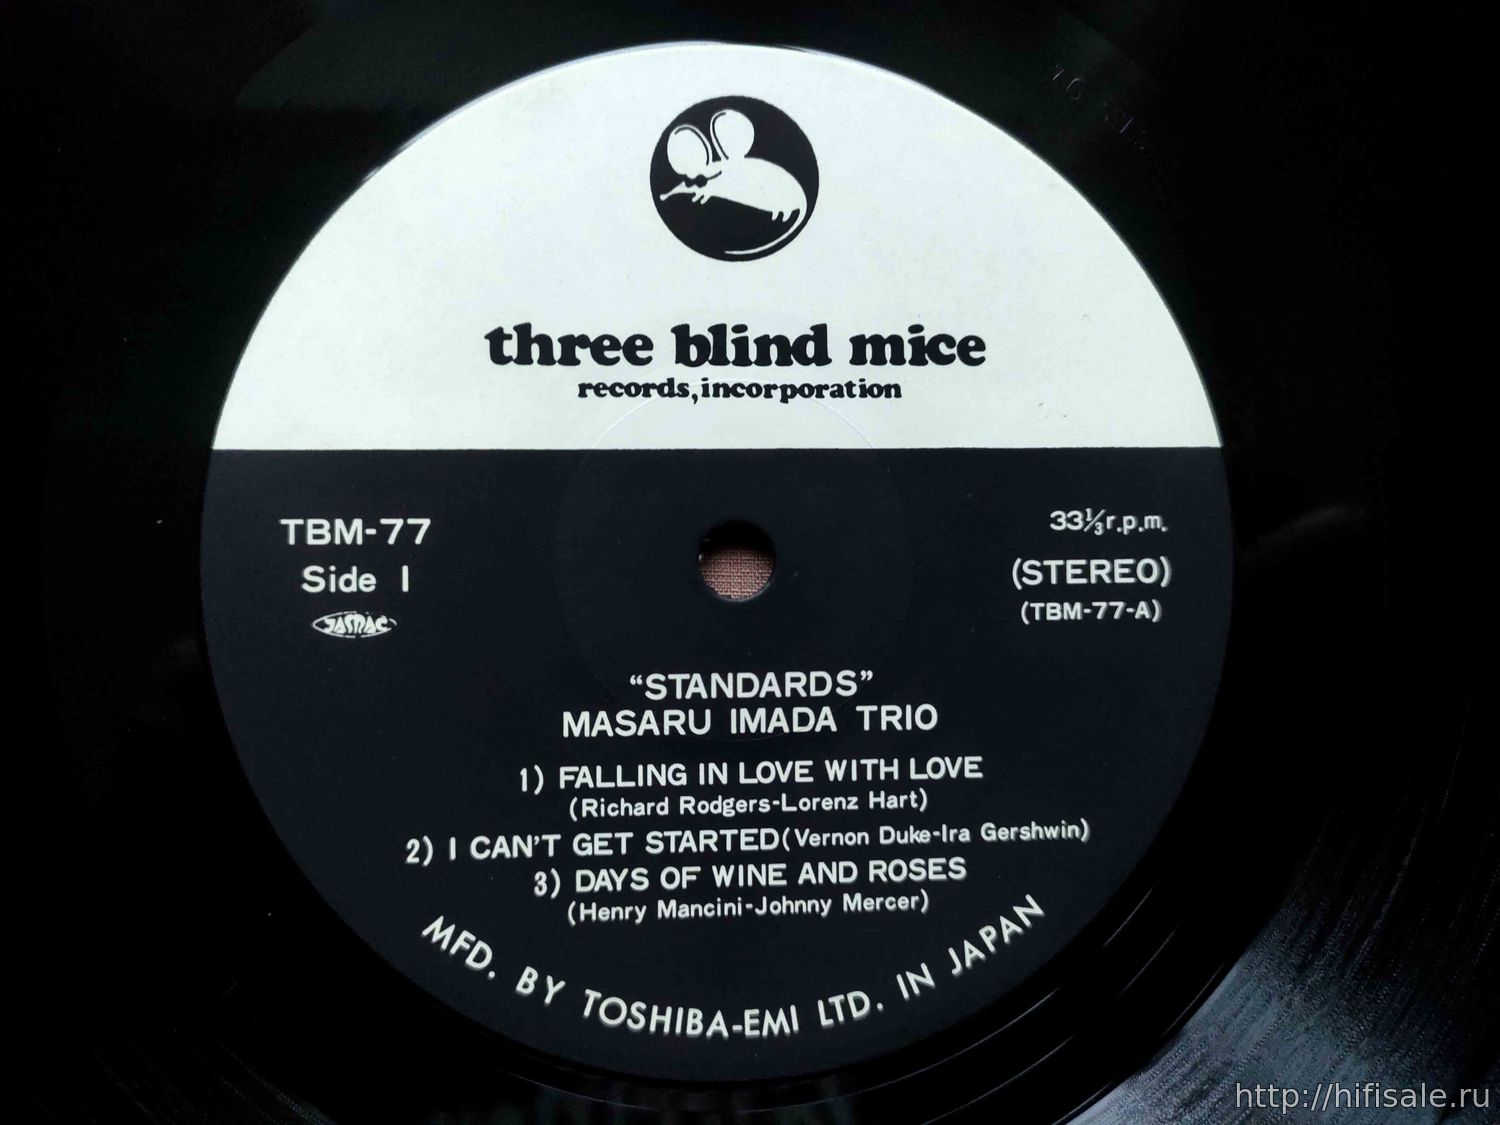 three blind mice
records, incorporation
TBM-77
Side 1
JASRAC
33⅓ r.p.m.
(STEREO)
(TBM-77-A)
“STANDARDS”
MASARU IMADA TRIO
1) FALLING IN LOVE WITH LOVE
(Richard Rodgers-Lorenz Hart)
2) I CAN'T GET STARTED(Vernon Duke-Ira Gershwin)
3) DAYS OF WINE AND ROSES
(Henry Mancini-Johnny Mercer)
MFD. BY TOSHIBA-EMI LTD. IN JAPAN
http://hifisale.ru